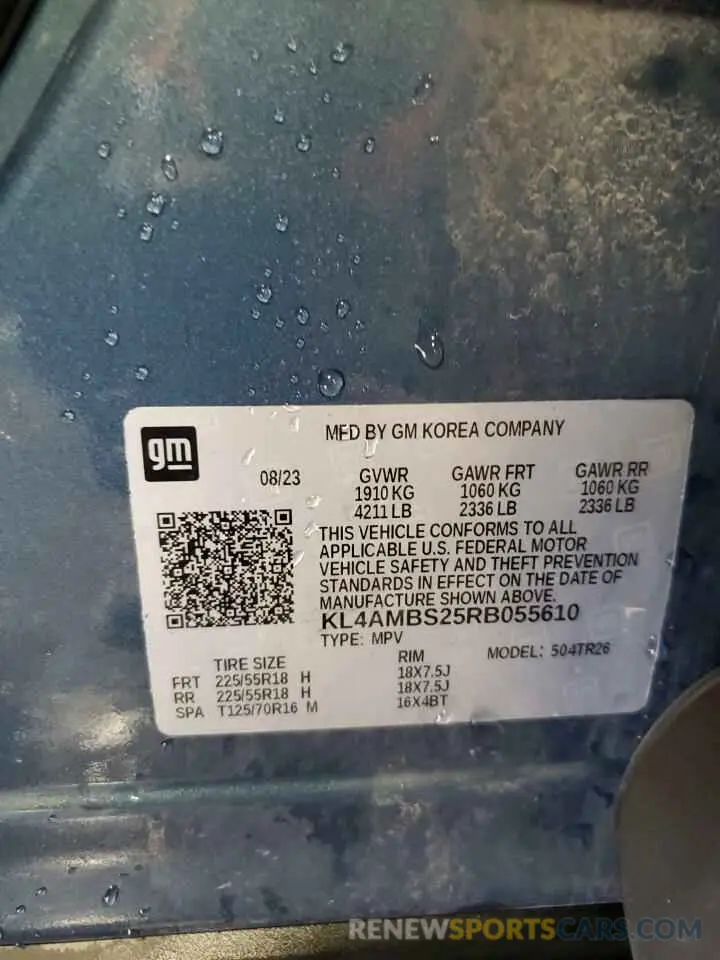 gm
MFD BY GM KOREA COMPANY
08/23
GVWR GAWR FRT GAWR RR
1910 KG 1060 KG 1060 KG
4211 LB 2336 LB 2336 LB
THIS VEHICLE CONFORMS TO ALL
APPLICABLE U.S. FEDERAL MOTOR
VEHICLE SAFETY AND THEFT PREVENTION
STANDARDS IN EFFECT ON THE DATE OF
MANUFACTURE SHOWN ABOVE.
KL4AMBS25RB055610
TYPE: MPV MODEL: 504TR26
TIRE SIZE RIM
FRT 225/55R18 H 18X7.5J
RR 225/55R18 H 18X7.5J
SPA T125/70R16 M 16X4BT
RENEWSPORTSCARS.COM